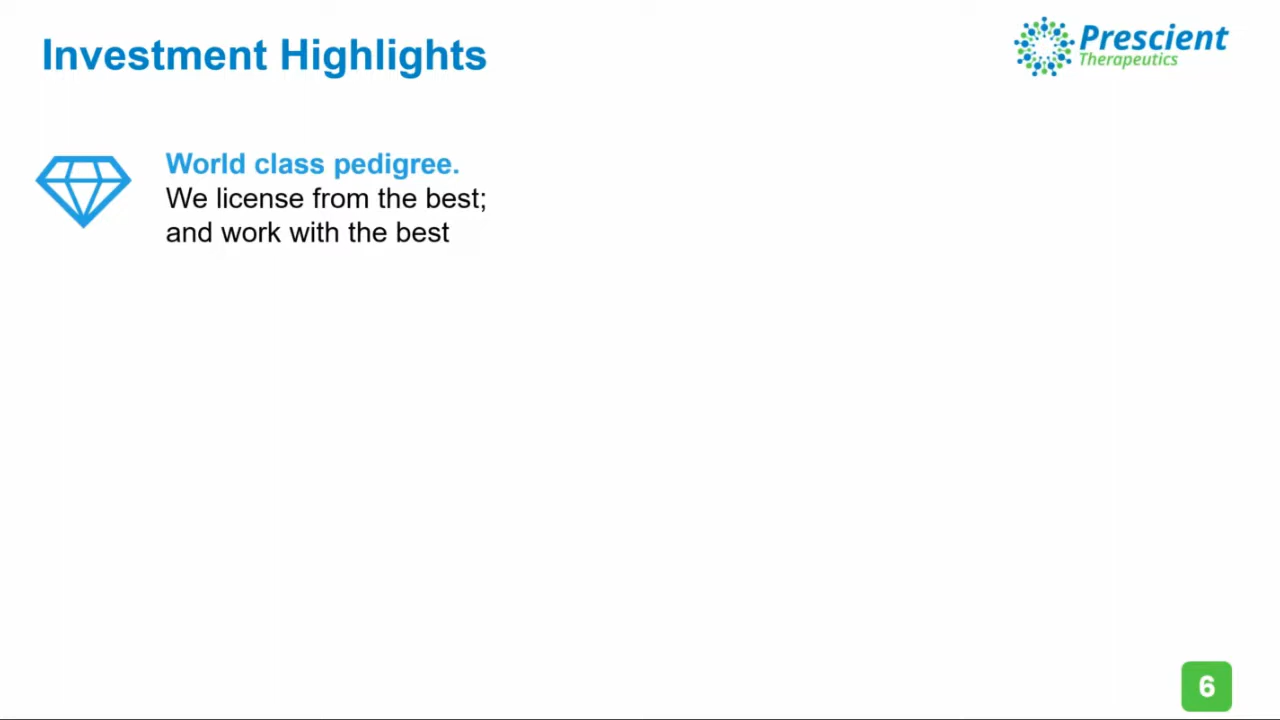 Investment Highlights
Prescient
Therapeutics
World class pedigree.
We license from the best;
and work with the best
6